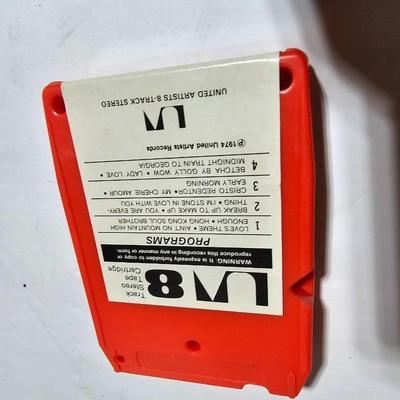 UA 8 Track
Stereo
Tape
Cartridge
WARNING: It is expressly forbidden to copy or
reproduce this recording in any manner or form.
PROGRAMS
1 LOVE'S THEME • AIN'T NO MOUNTAIN HIGH
ENOUGH • HONG KONG SOUL BROTHER
2 BREAK UP TO MAKE UP • YOU ARE EVERY-
THING • I'M STONE IN LOVE WITH YOU
3 CRISTO REDENTOR • MY CHERIE AMOUR •
EARLY MORNING
4 BETCHA BY GOLLY WOW • LADY LOVE •
MIDNIGHT TRAIN TO GEORGIA
℗ 1974 United Artists Records
UA
UNITED ARTISTS 8-TRACK STEREO